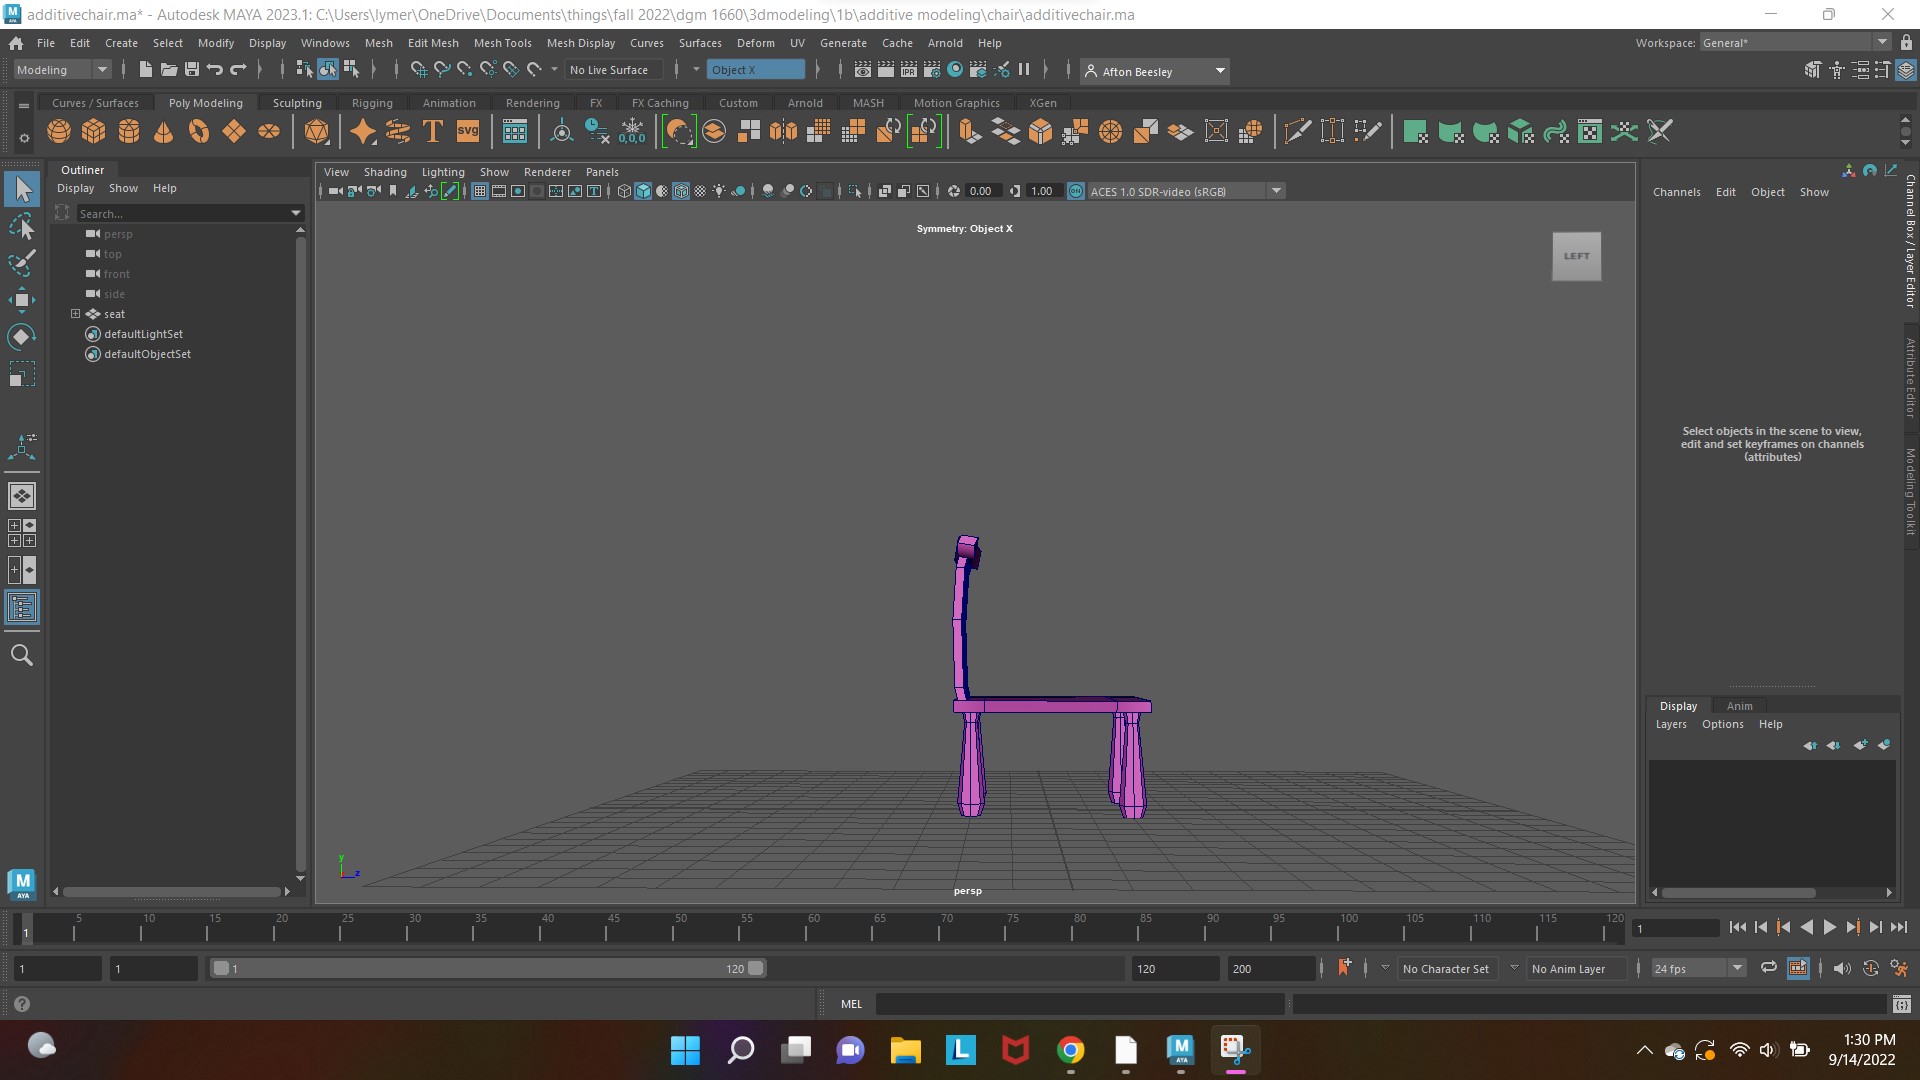 additivechair.ma* - Autodesk MAYA 2023.1: C:\Users\lymer\OneDrive\Documents\things\fall 2022\dgm 1660\3dmodeling\1b\additive modeling\chair\additivechair.ma
File Edit Create Select Modify Display Windows Mesh Edit Mesh Mesh Tools Mesh Display Curves Surfaces Deform UV Generate Cache Arnold Help Workspace: General*
Modeling No Live Surface Object X IPR Afton Beesley
Curves / Surfaces Poly Modeling Sculpting Rigging Animation Rendering FX FX Caching Custom Arnold MASH Motion Graphics XGen
T svg 0,0,0
Outliner
Display Show Help
Search...
persp
top
front
side
seat
defaultLightSet
defaultObjectSet
View Shading Lighting Show Renderer Panels
0.00 1.00 ON ACES 1.0 SDR-video (sRGB)
Symmetry: Object X
LEFT
y
z
persp
Channels Edit Object Show
Channel Box / Layer Editor
Attribute Editor
Modeling Toolkit
Select objects in the scene to view,
edit and set keyframes on channels
(attributes)
Display Anim
Layers Options Help
M
AYA
1 5 10 15 20 25 30 35 40 45 50 55 60 65 70 75 80 85 90 95 100 105 110 115 120 1
1 1 1 120 120 200 No Character Set No Anim Layer 24 fps
MEL
1:30 PM
9/14/2022